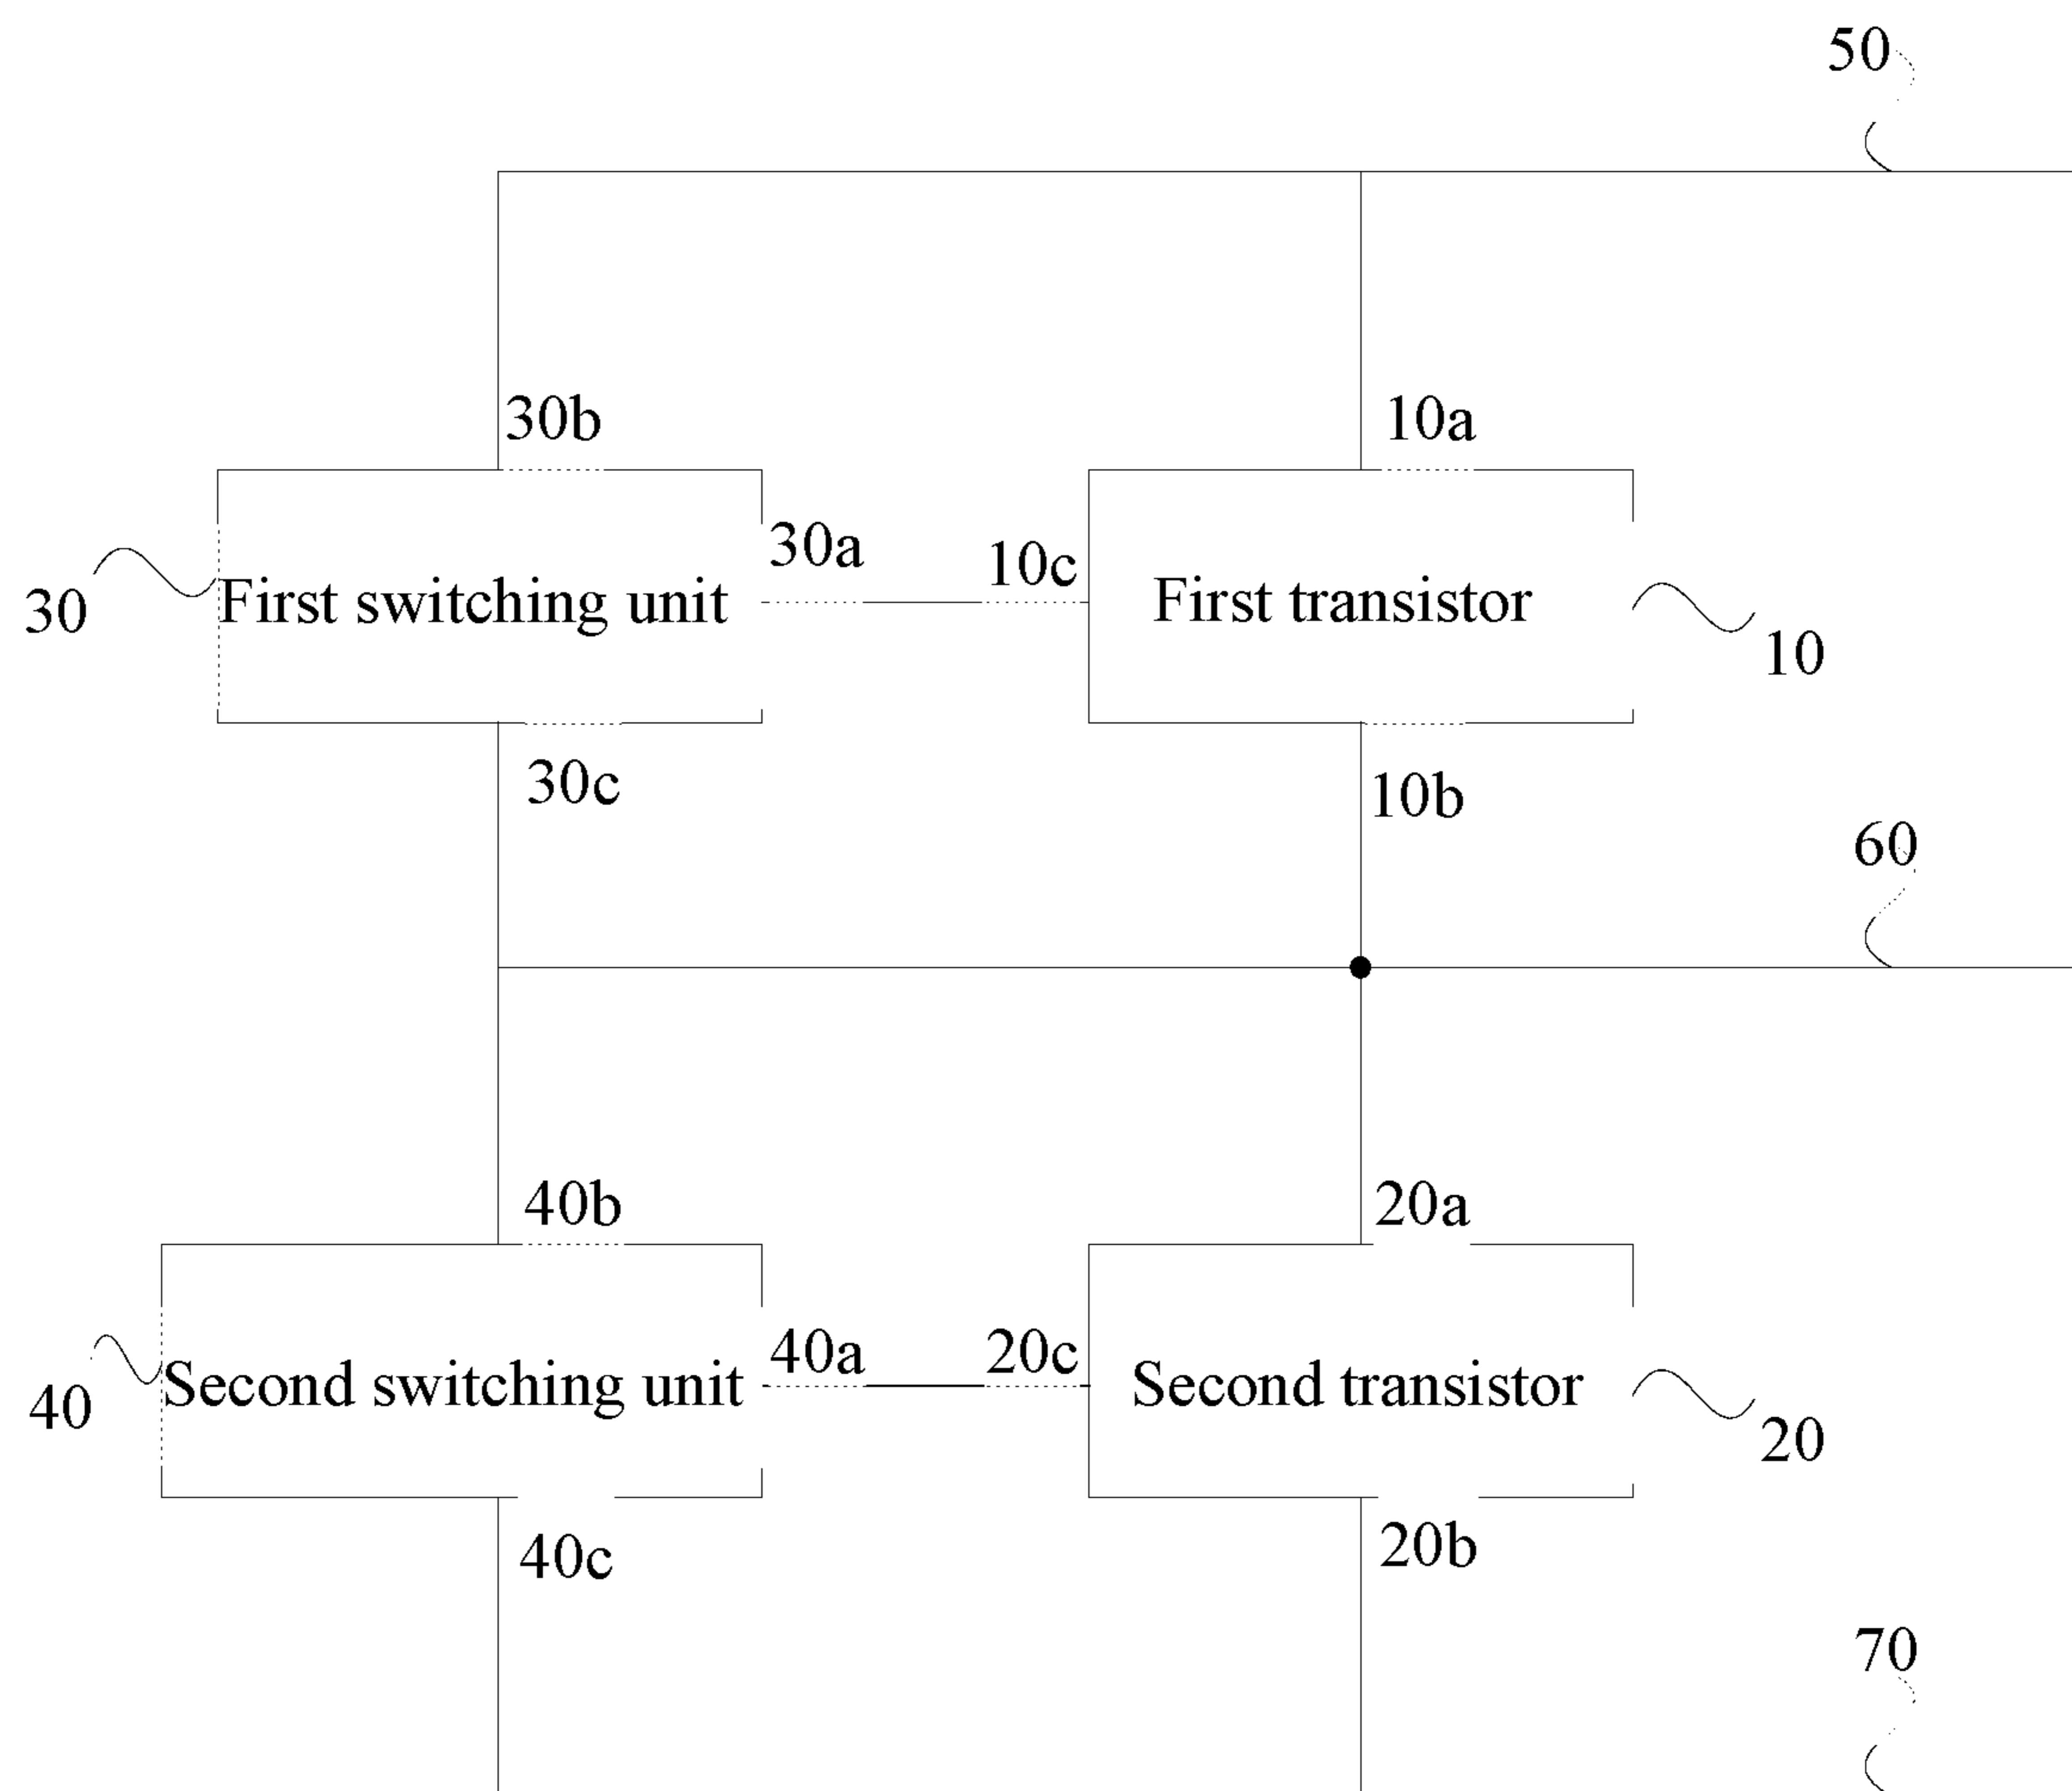 50
30b
10a
30a
10c
30
First switching unit
First transistor
10
30c
10b
60
40b
20a
40a
20c
40
Second switching unit
Second transistor
20
40c
20b
70